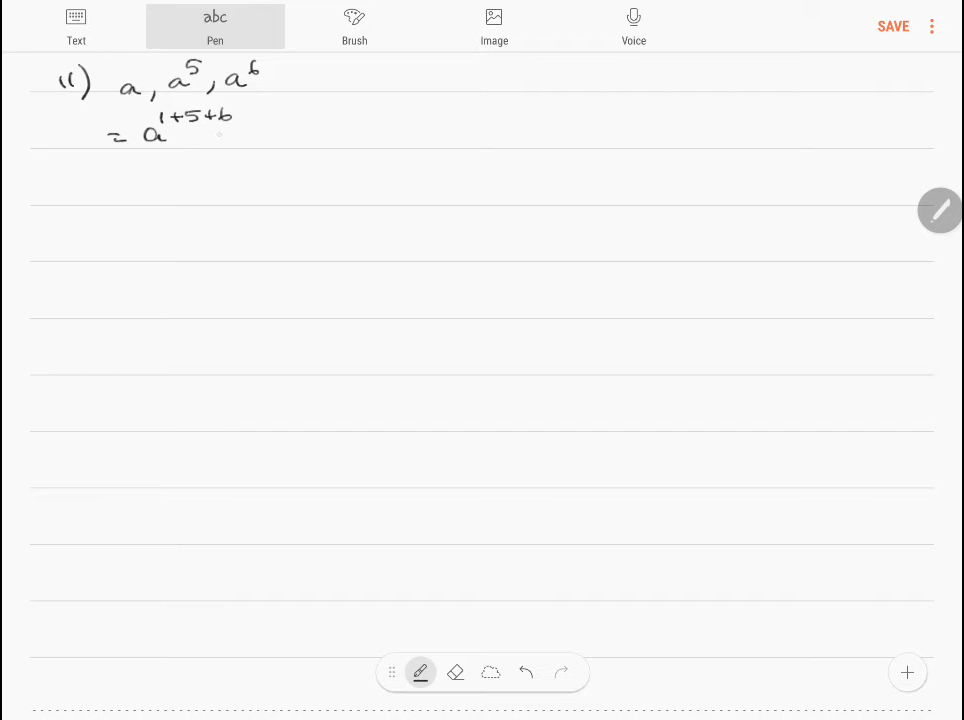 abc
Text Pen Brush Image Voice SAVE
11) a, a⁵, a⁶
= a¹⁺⁵⁺⁶